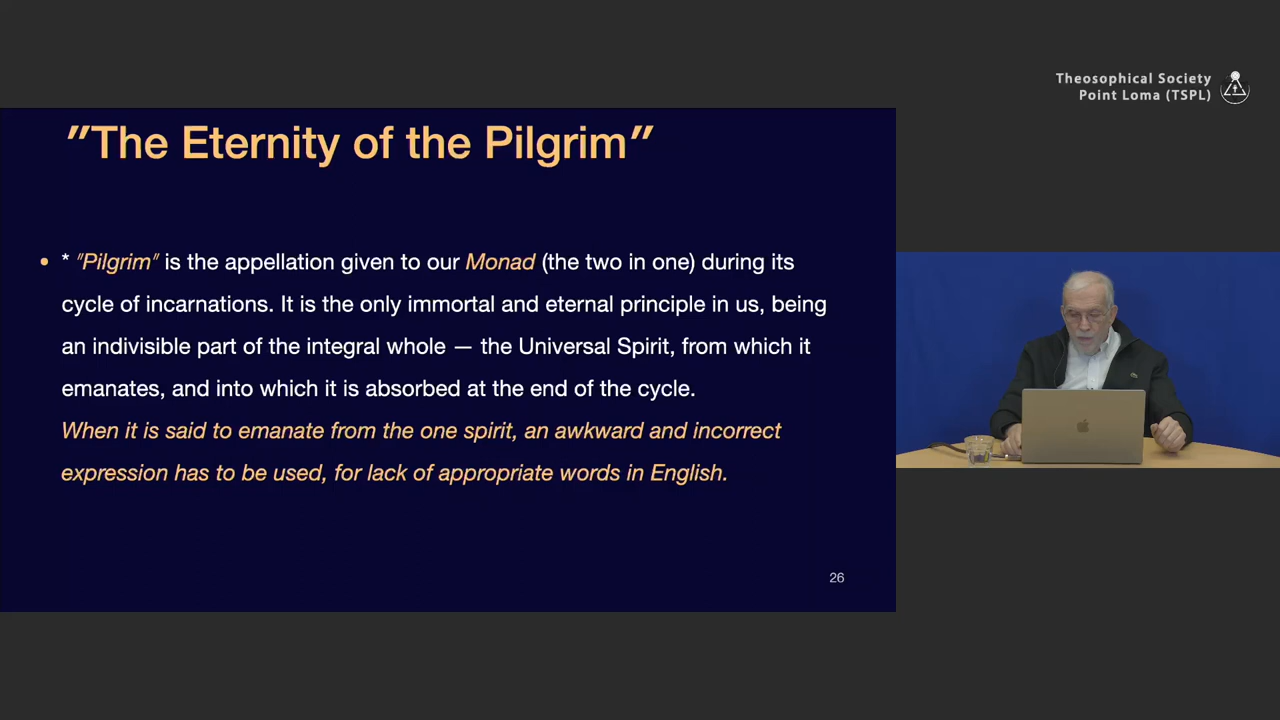 Theosophical Society
Point Loma (TSPL)
"The Eternity of the Pilgrim"
• * "Pilgrim" is the appellation given to our Monad (the two in one) during its
cycle of incarnations. It is the only immortal and eternal principle in us, being
an indivisible part of the integral whole — the Universal Spirit, from which it
emanates, and into which it is absorbed at the end of the cycle.
When it is said to emanate from the one spirit, an awkward and incorrect
expression has to be used, for lack of appropriate words in English.
26